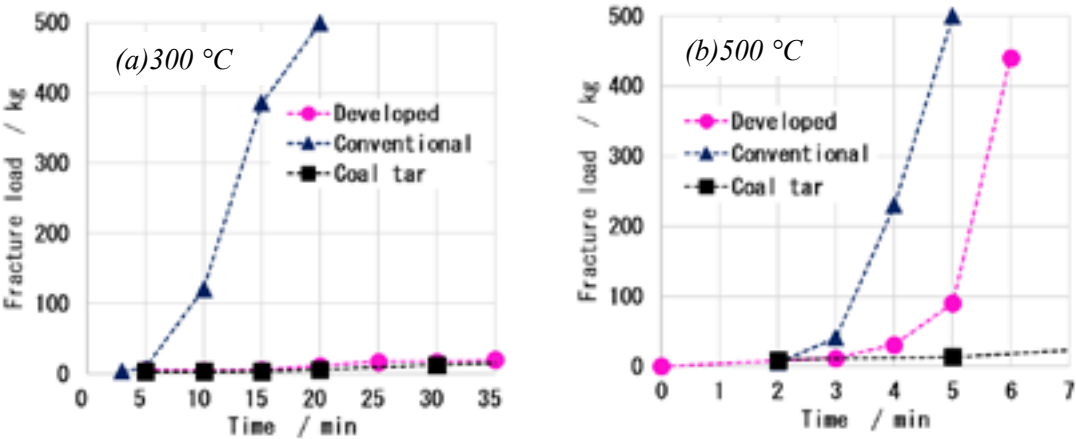 (a)300 °C
500
400
300
200
100
0
Fracture load / kg
Developed
Conventional
Coal tar
0 5 10 15 20 25 30 35
Time / min
(b)500 °C
500
400
300
200
100
0
Fracture load / kg
Developed
Conventional
Coal tar
0 1 2 3 4 5 6 7
Time / min